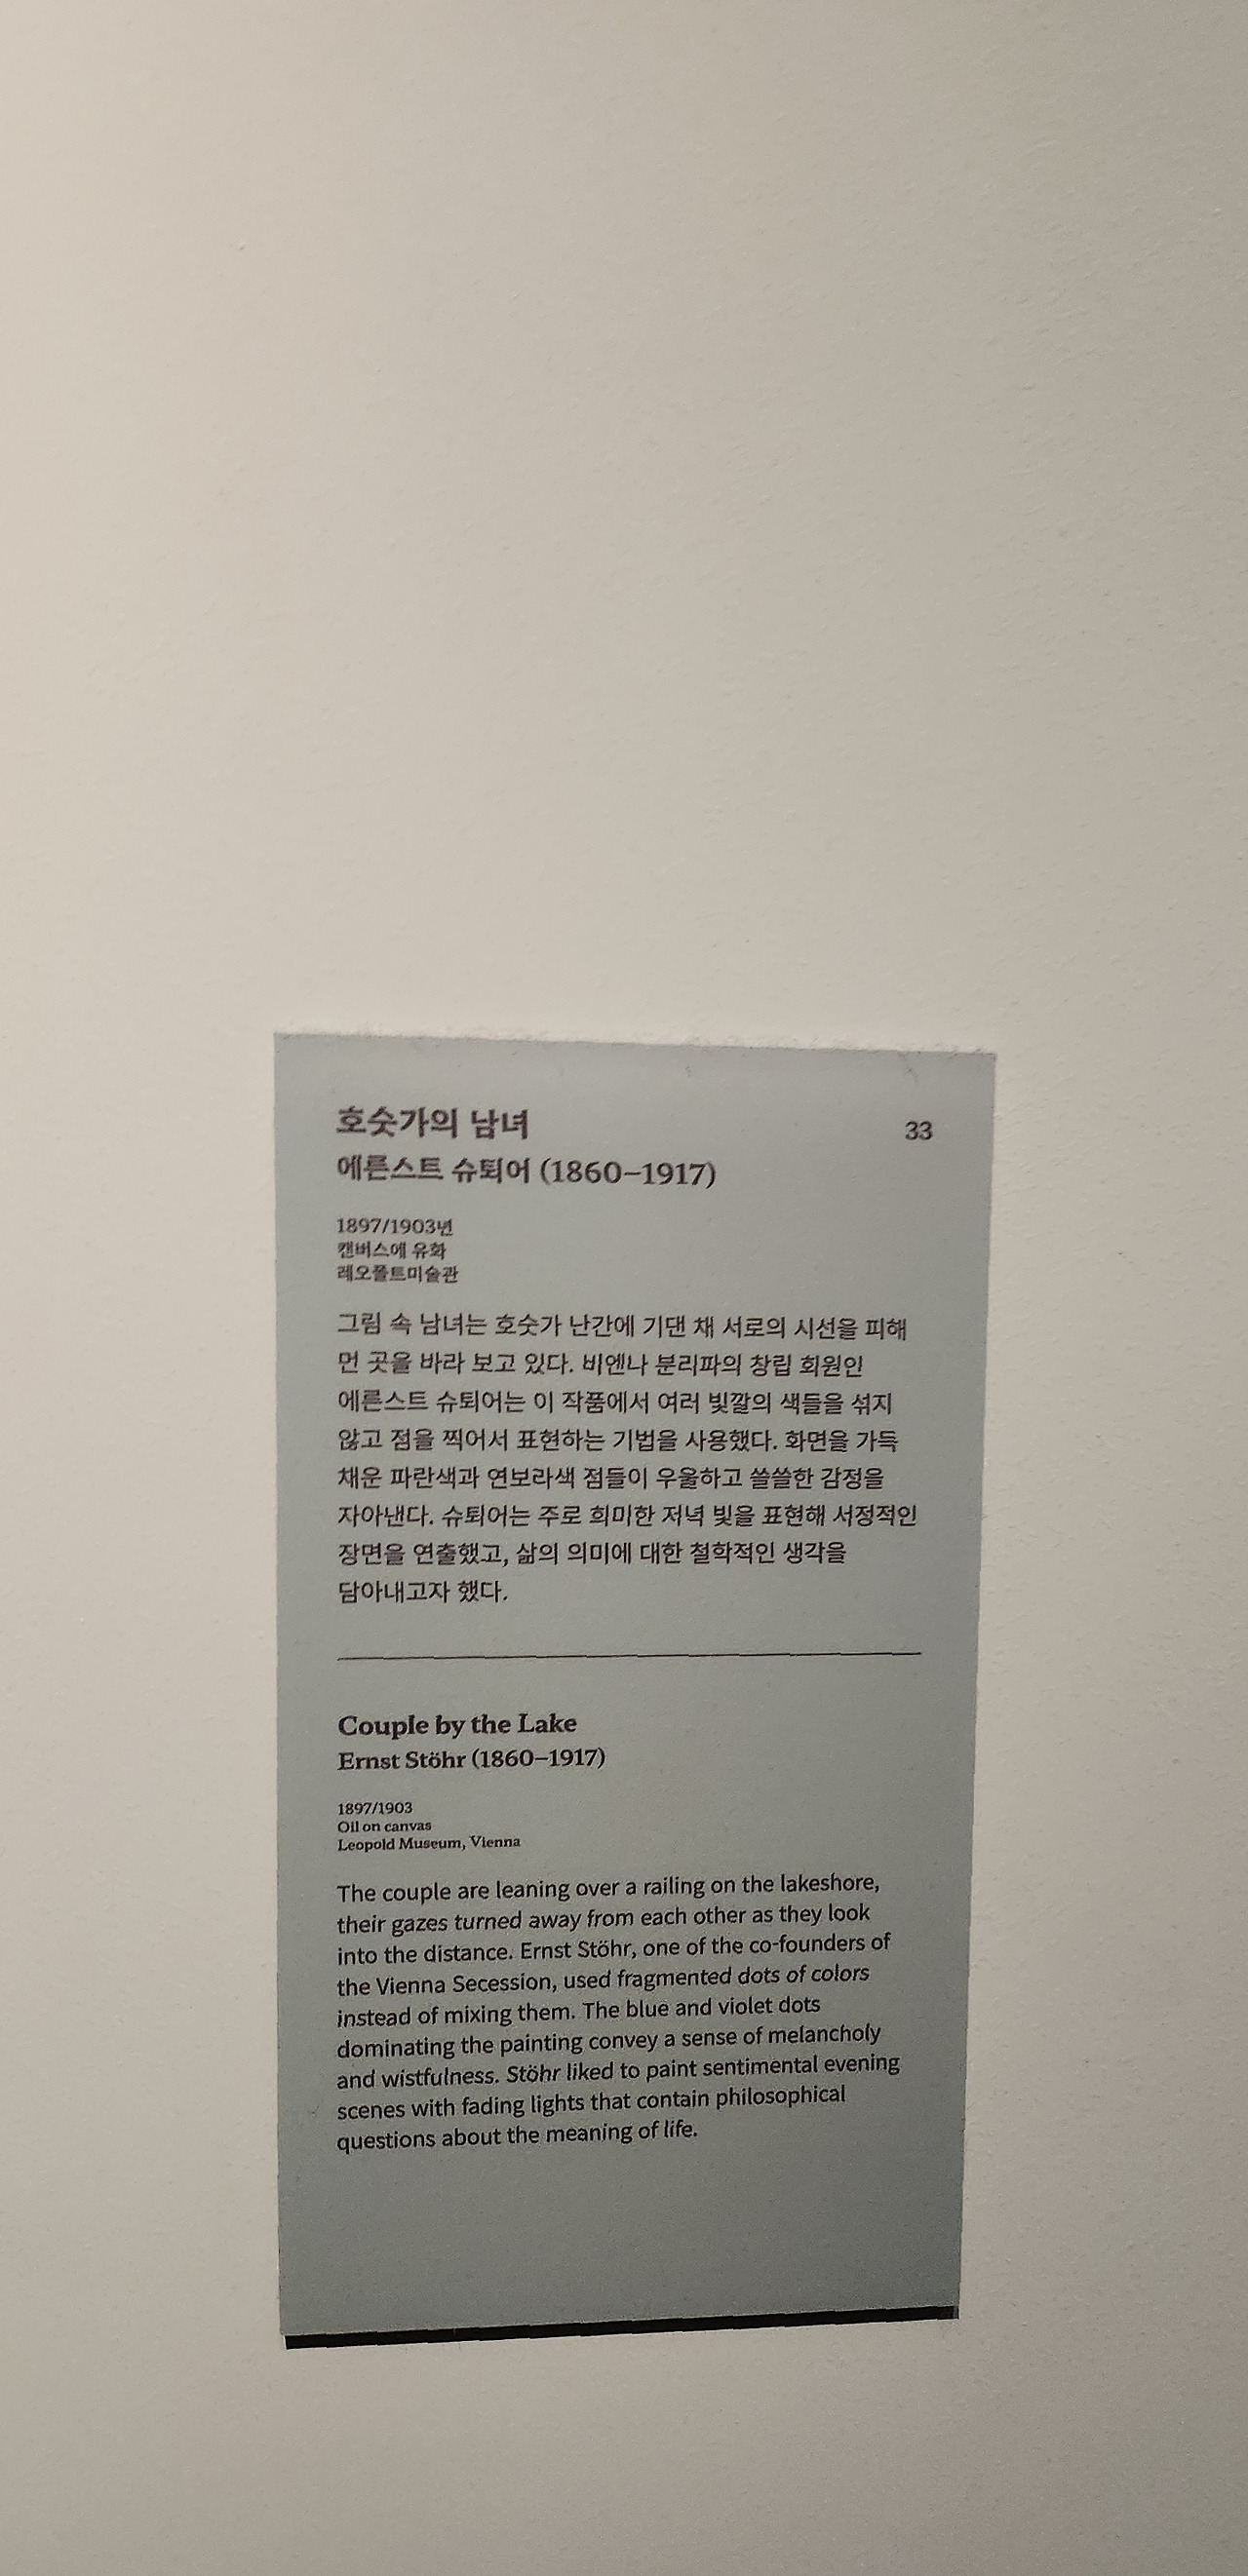 호숫가의 남녀
33
에른스트 슈퇴어 (1860–1917)
1897/1903년
캔버스에 유화
레오폴트미술관
그림 속 남녀는 호숫가 난간에 기댄 채 서로의 시선을 피해
먼 곳을 바라 보고 있다. 비엔나 분리파의 창립 회원인
에른스트 슈퇴어는 이 작품에서 여러 빛깔의 색들을 섞지
않고 점을 찍어서 표현하는 기법을 사용했다. 화면을 가득
채운 파란색과 연보라색 점들이 우울하고 쓸쓸한 감정을
자아낸다. 슈퇴어는 주로 희미한 저녁 빛을 표현해 서정적인
장면을 연출했고, 삶의 의미에 대한 철학적인 생각을
담아내고자 했다.
Couple by the Lake
Ernst Stöhr (1860–1917)
1897/1903
Oil on canvas
Leopold Museum, Vienna
The couple are leaning over a railing on the lakeshore,
their gazes turned away from each other as they look
into the distance. Ernst Stöhr, one of the co-founders of
the Vienna Secession, used fragmented dots of colors
instead of mixing them. The blue and violet dots
dominating the painting convey a sense of melancholy
and wistfulness. Stöhr liked to paint sentimental evening
scenes with fading lights that contain philosophical
questions about the meaning of life.